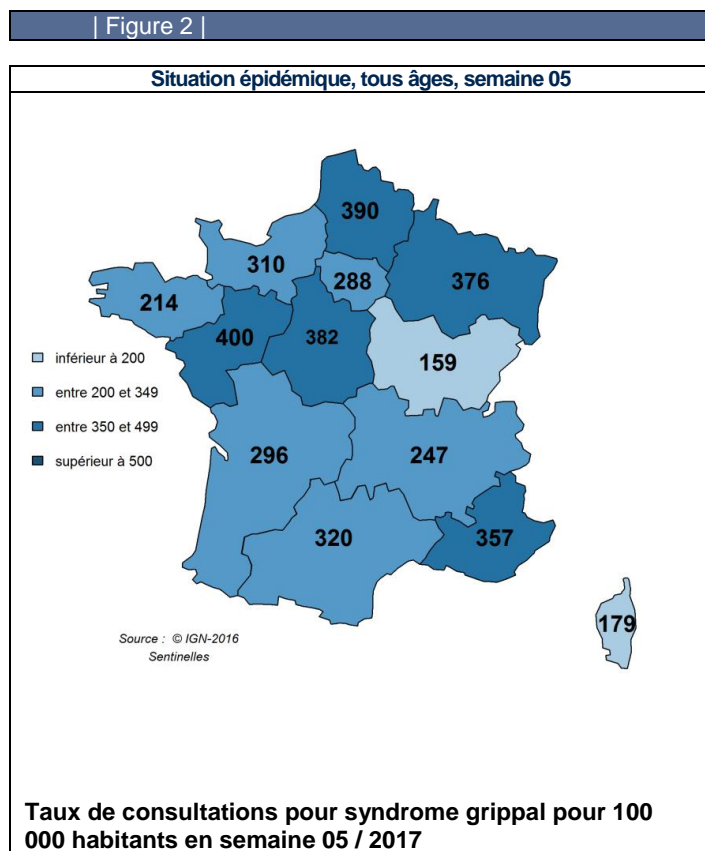 | Figure 2 |
Situation épidémique, tous âges, semaine 05
390
310
288
376
214
400
382
159
inférieur à 200
entre 200 et 349
entre 350 et 499
supérieur à 500
296
247
320
357
179
Source : © IGN-2016
Sentinelles
Taux de consultations pour syndrome grippal pour 100
000 habitants en semaine 05 / 2017